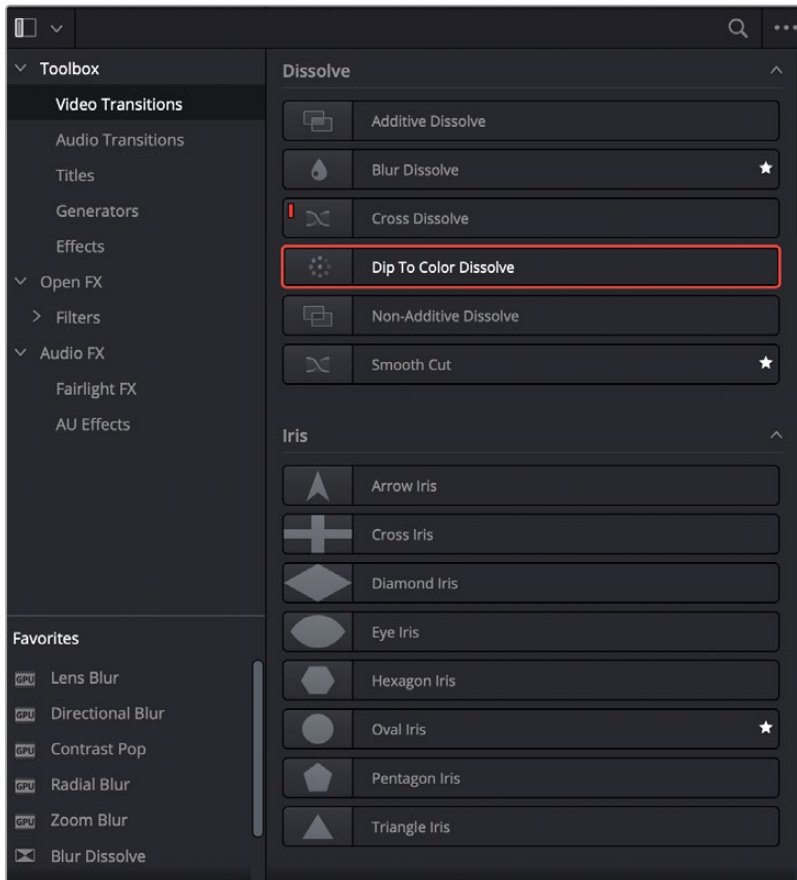 Toolbox
Video Transitions
Audio Transitions
Titles
Generators
Effects
Open FX
Filters
Audio FX
Fairlight FX
AU Effects
Favorites
GPU Lens Blur
GPU Directional Blur
GPU Contrast Pop
GPU Radial Blur
GPU Zoom Blur
Blur Dissolve
Dissolve
Additive Dissolve
Blur Dissolve
Cross Dissolve
Dip To Color Dissolve
Non-Additive Dissolve
Smooth Cut
Iris
Arrow Iris
Cross Iris
Diamond Iris
Eye Iris
Hexagon Iris
Oval Iris
Pentagon Iris
Triangle Iris